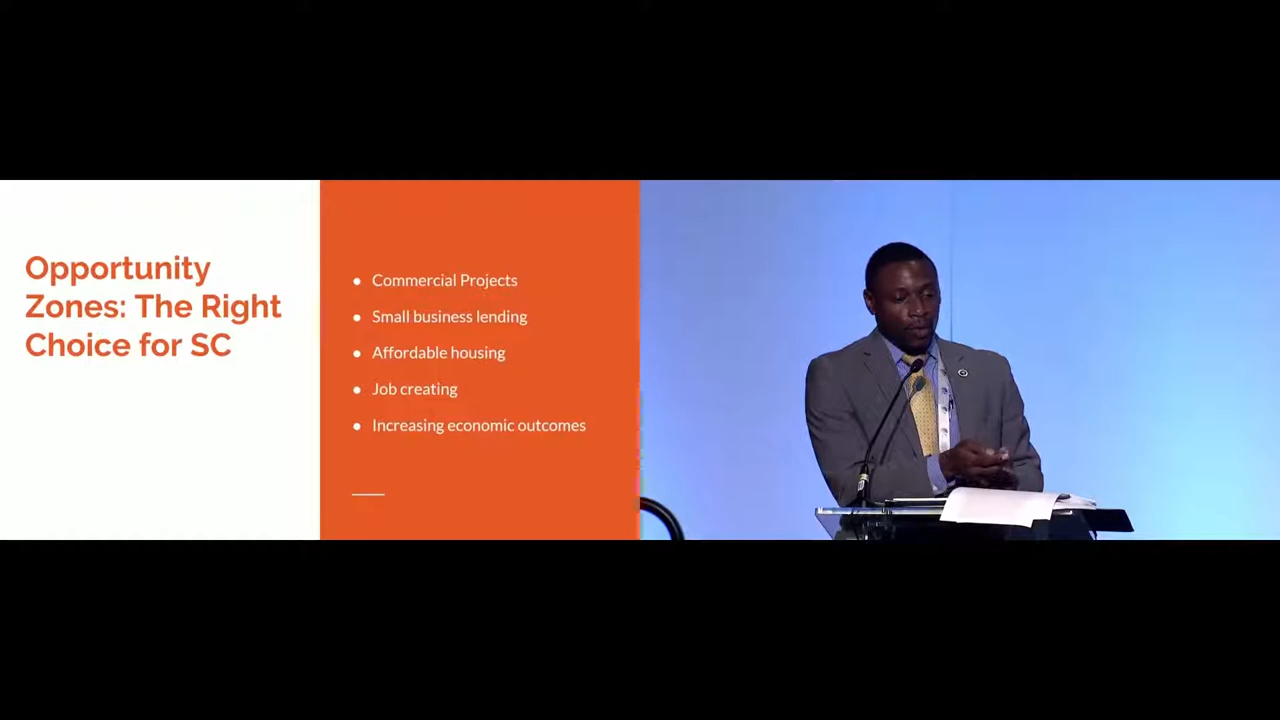 Opportunity
Zones: The Right
Choice for SC
● Commercial Projects
● Small business lending
● Affordable housing
● Job creating
● Increasing economic outcomes